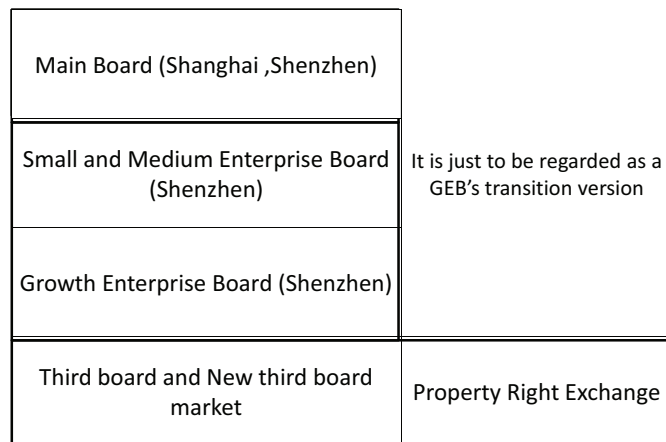 Main Board (Shanghai ,Shenzhen)
Small and Medium Enterprise Board
(Shenzhen)
It is just to be regarded as a
GEB's transition version
Growth Enterprise Board (Shenzhen)
Third board and New third board
market
Property Right Exchange